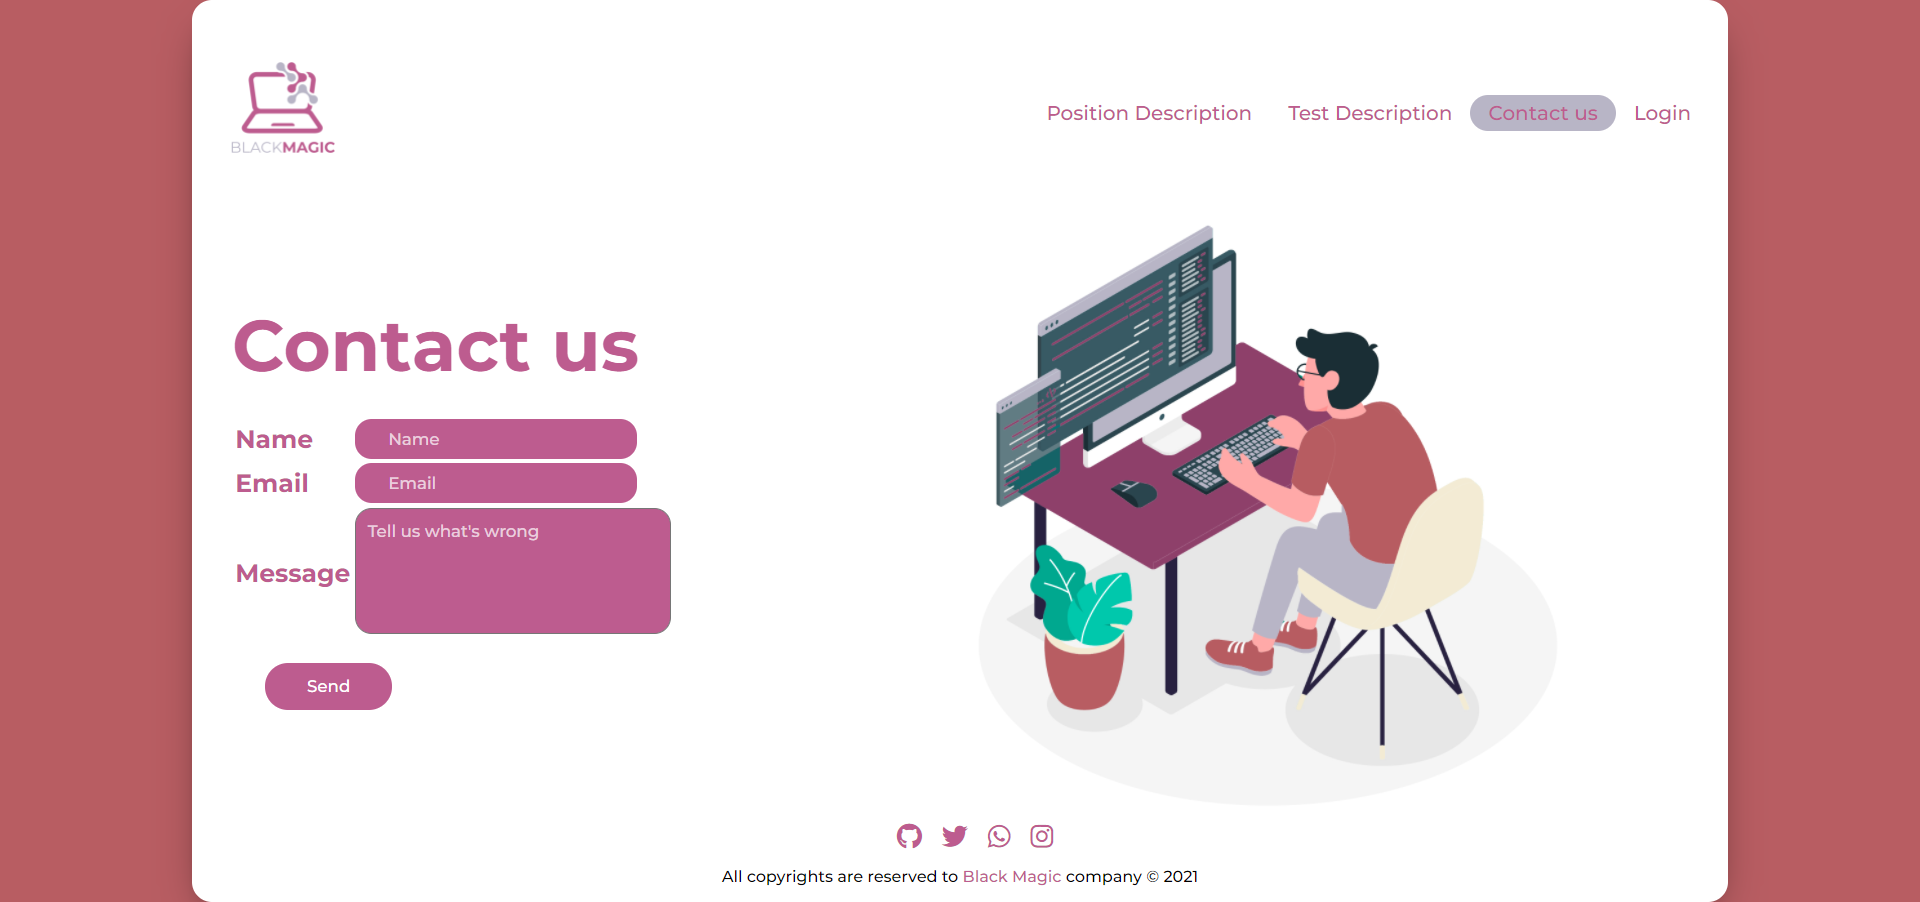 BLACKMAGIC
Position Description
Test Description
Contact us
Login
Contact us
Name
Name
Email
Email
Message
Tell us what's wrong
Send
All copyrights are reserved to Black Magic company © 2021